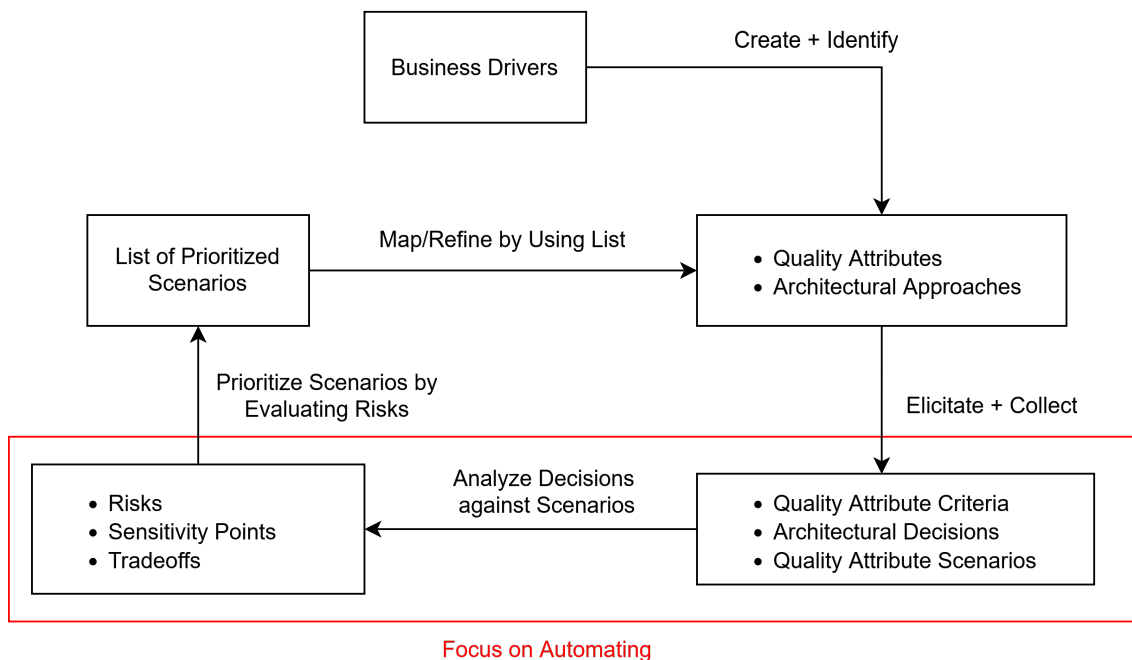 Create + Identify
Business Drivers
List of Prioritized
Scenarios
Map/Refine by Using List
• Quality Attributes
• Architectural Approaches
Prioritize Scenarios by
Evaluating Risks
Elicitate + Collect
• Risks
• Sensitivity Points
• Tradeoffs
Analyze Decisions
against Scenarios
• Quality Attribute Criteria
• Architectural Decisions
• Quality Attribute Scenarios
Focus on Automating